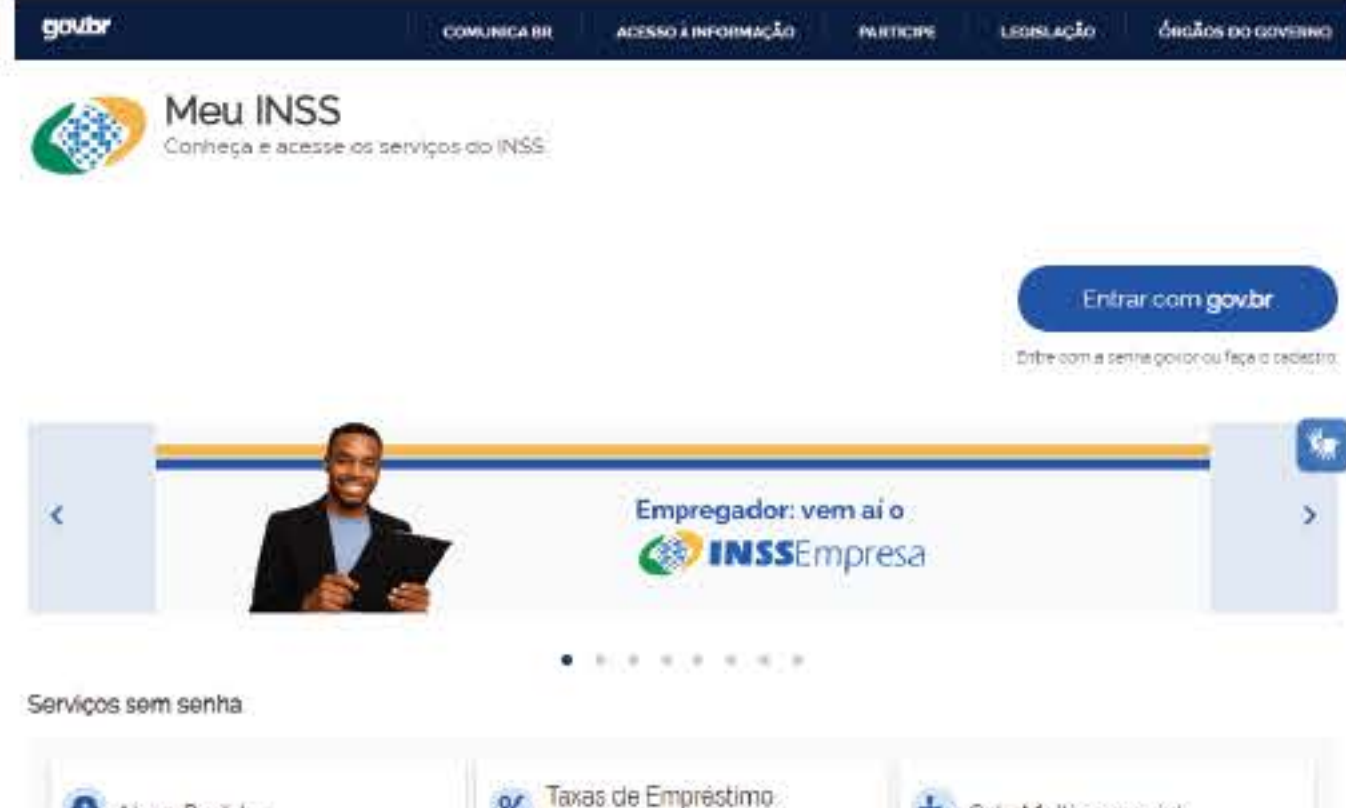 gov.br
COMUNICA BR ACESSO À INFORMAÇÃO PARTICIPE LEGISLAÇÃO ÓRGÃOS DO GOVERNO
Meu INSS
Conheça e acesse os serviços do INSS
Entrar com gov.br
Entre com a senha gov.br ou faça o cadastro
Empregador: vem aí o
INSSEmpresa
Serviços sem senha
Taxas de Empréstimo